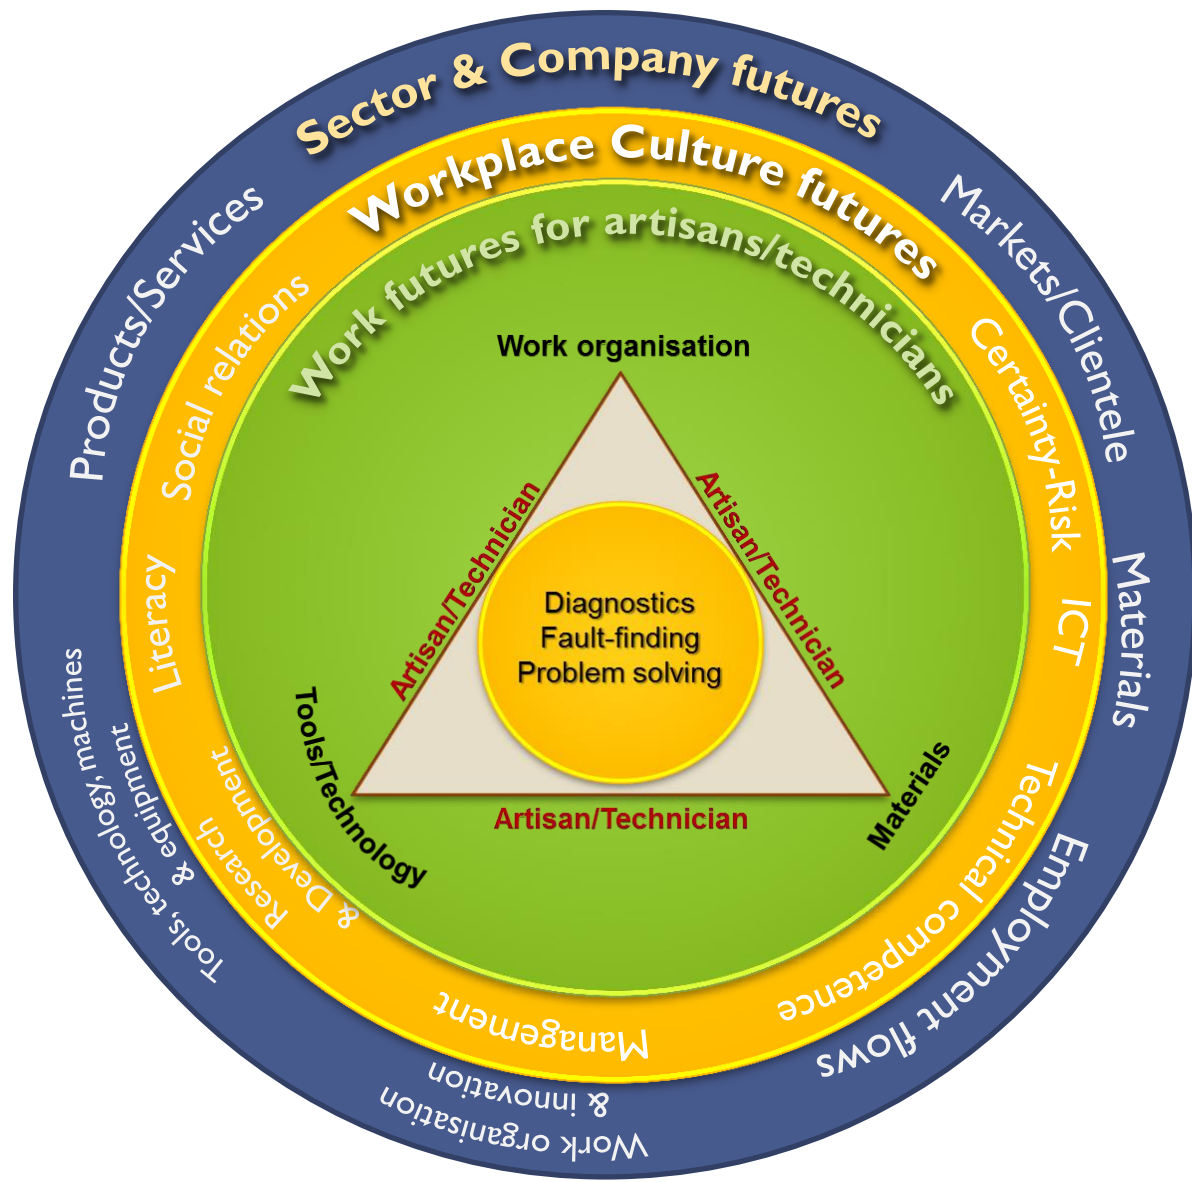 Sector & Company futures
Products/Services
Markets/Clientele
Materials
Employment flows
Work organisation
& innovation
Tools, technology, machines
& equipment
Workplace Culture futures
Social relations
Certainty-Risk
ICT
Technical competence
Management
Research
& Development
Literacy
Work futures for artisans/technicians
Work organisation
Artisan/Technician
Artisan/Technician
Diagnostics
Fault-finding
Problem solving
Tools/Technology
Materials
Artisan/Technician